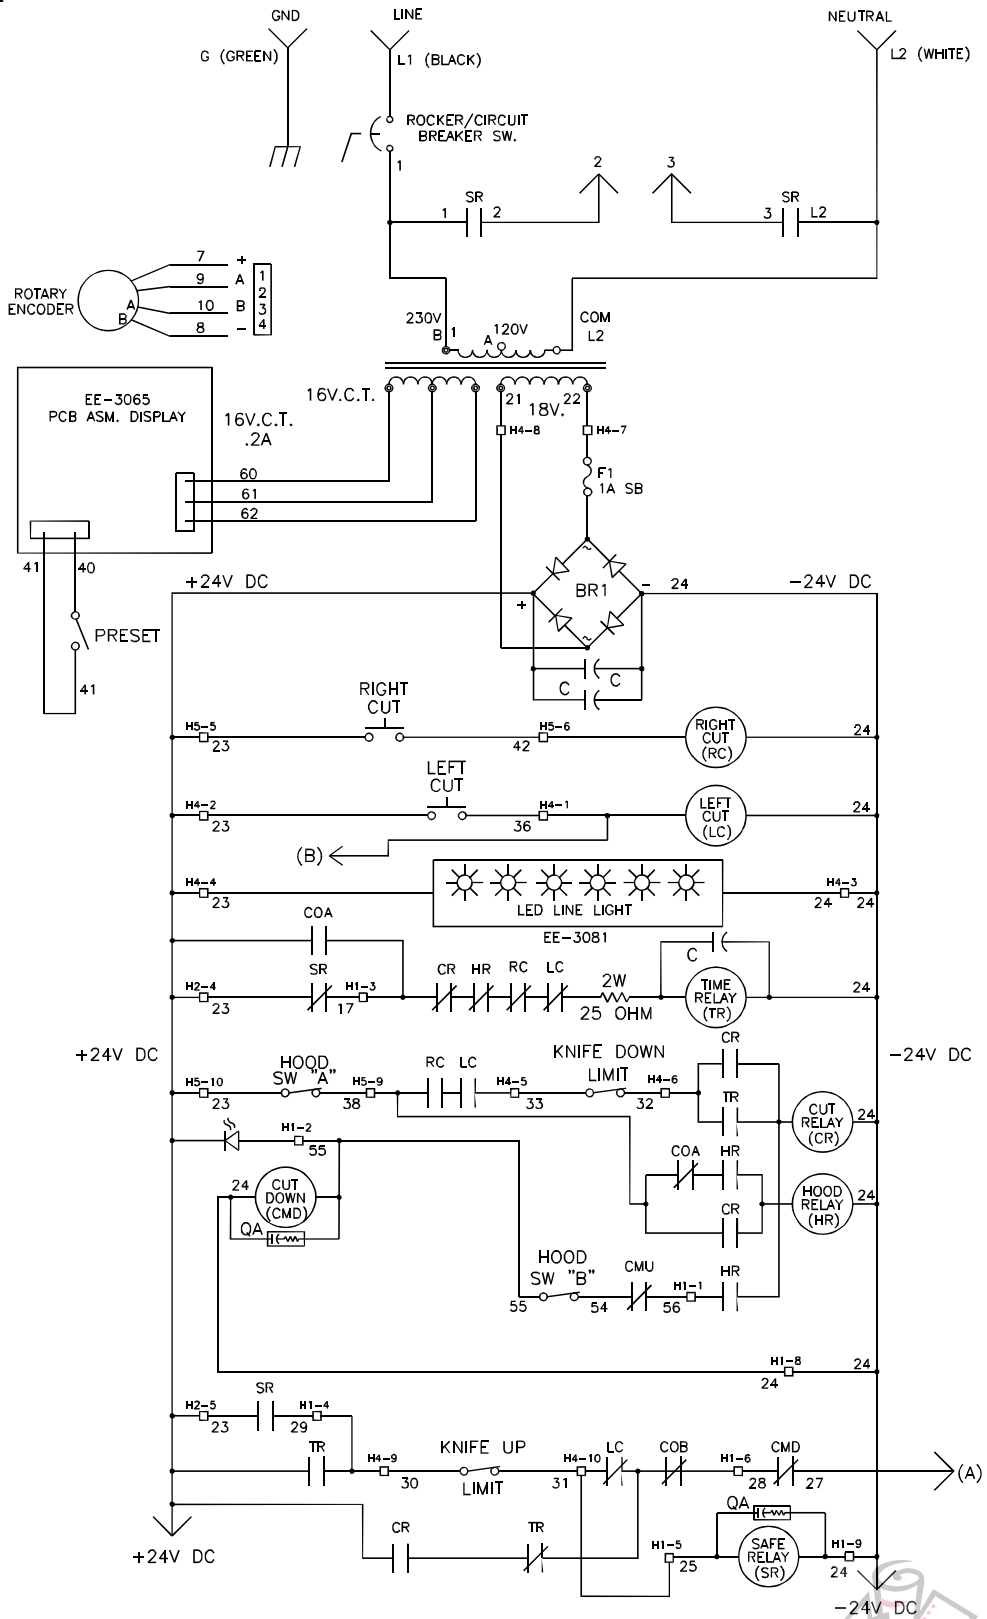 GND
LINE
NEUTRAL
G (GREEN)
L1 (BLACK)
L2 (WHITE)
ROCKER/CIRCUIT
BREAKER SW.
1
2
3
SR
1
2
SR
3
L2
7
+
9
A
10
B
8
−
1
2
3
4
ROTARY
ENCODER
A
B
230V
B
1
A
120V
COM
L2
16V.C.T.
21
18V.
22
H4-8
H4-7
EE-3065
PCB ASM. DISPLAY
16V.C.T.
.2A
60
61
62
F1
1A SB
41
40
PRESET
41
+24V DC
~
BR1
~
+
−
24
−24V DC
C
C
RIGHT
CUT
H5-5
23
H5-6
42
RIGHT
CUT
(RC)
24
LEFT
CUT
H4-2
23
H4-1
36
LEFT
CUT
(LC)
24
(B)
H4-4
23
LED LINE LIGHT
EE-3081
H4-3
24
24
COA
H2-4
23
SR
H1-3
17
CR
HR
RC
LC
2W
25 OHM
C
TIME
RELAY
(TR)
24
+24V DC
−24V DC
H5-10
23
HOOD
SW "A"
H5-9
38
RC
LC
H4-5
33
KNIFE DOWN
LIMIT
H4-6
32
CR
TR
CUT
RELAY
(CR)
24
H1-2
55
COA
HR
CR
HOOD
RELAY
(HR)
24
24
CUT
DOWN
(CMD)
QA
HOOD
SW "B"
55
54
CMU
H1-1
56
HR
H1-8
24
24
H2-5
23
SR
H1-4
29
TR
H4-9
30
KNIFE UP
LIMIT
H4-10
31
LC
COB
H1-6
28
CMD
27
(A)
CR
TR
QA
H1-5
25
SAFE
RELAY
(SR)
H1-9
24
+24V DC
−24V DC